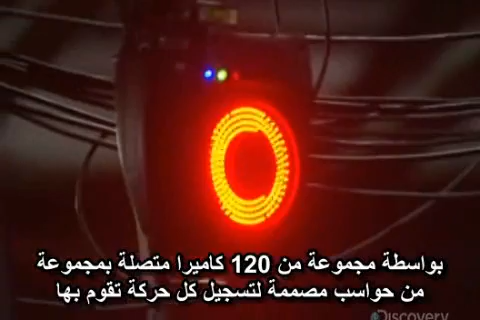 بواسطة مجموعة من 120 كاميرا متصلة بمجموعة
من حواسب مصممة لتسجيل كل حركة تقوم بها
Discovery